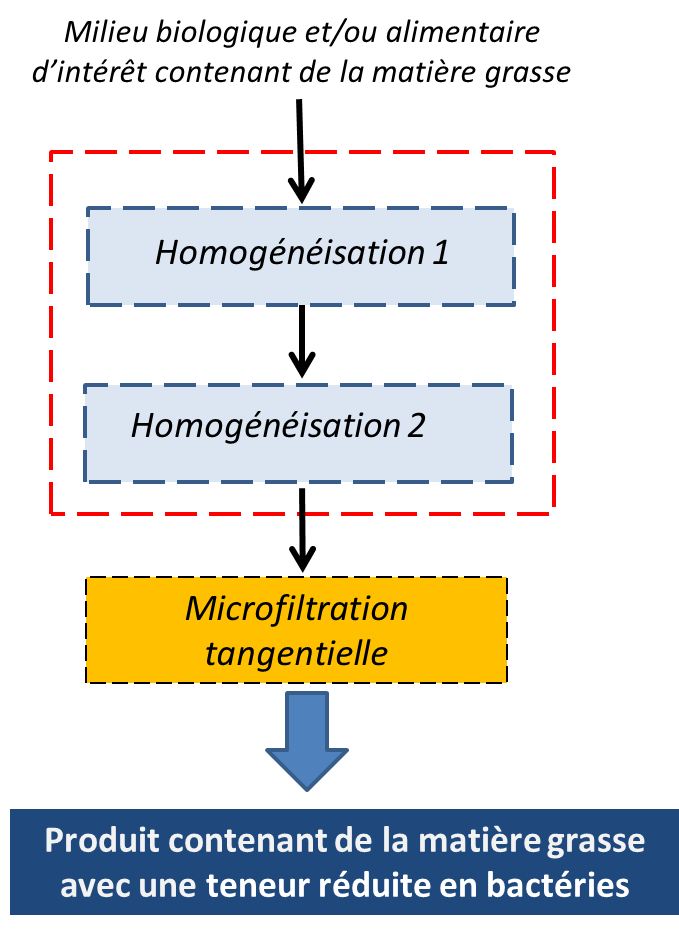 Milieu biologique et/ou alimentaire
d’intérêt contenant de la matière grasse
Homogénéisation 1
Homogénéisation 2
Microfiltration
tangentielle
Produit contenant de la matière grasse
avec une teneur réduite en bactéries